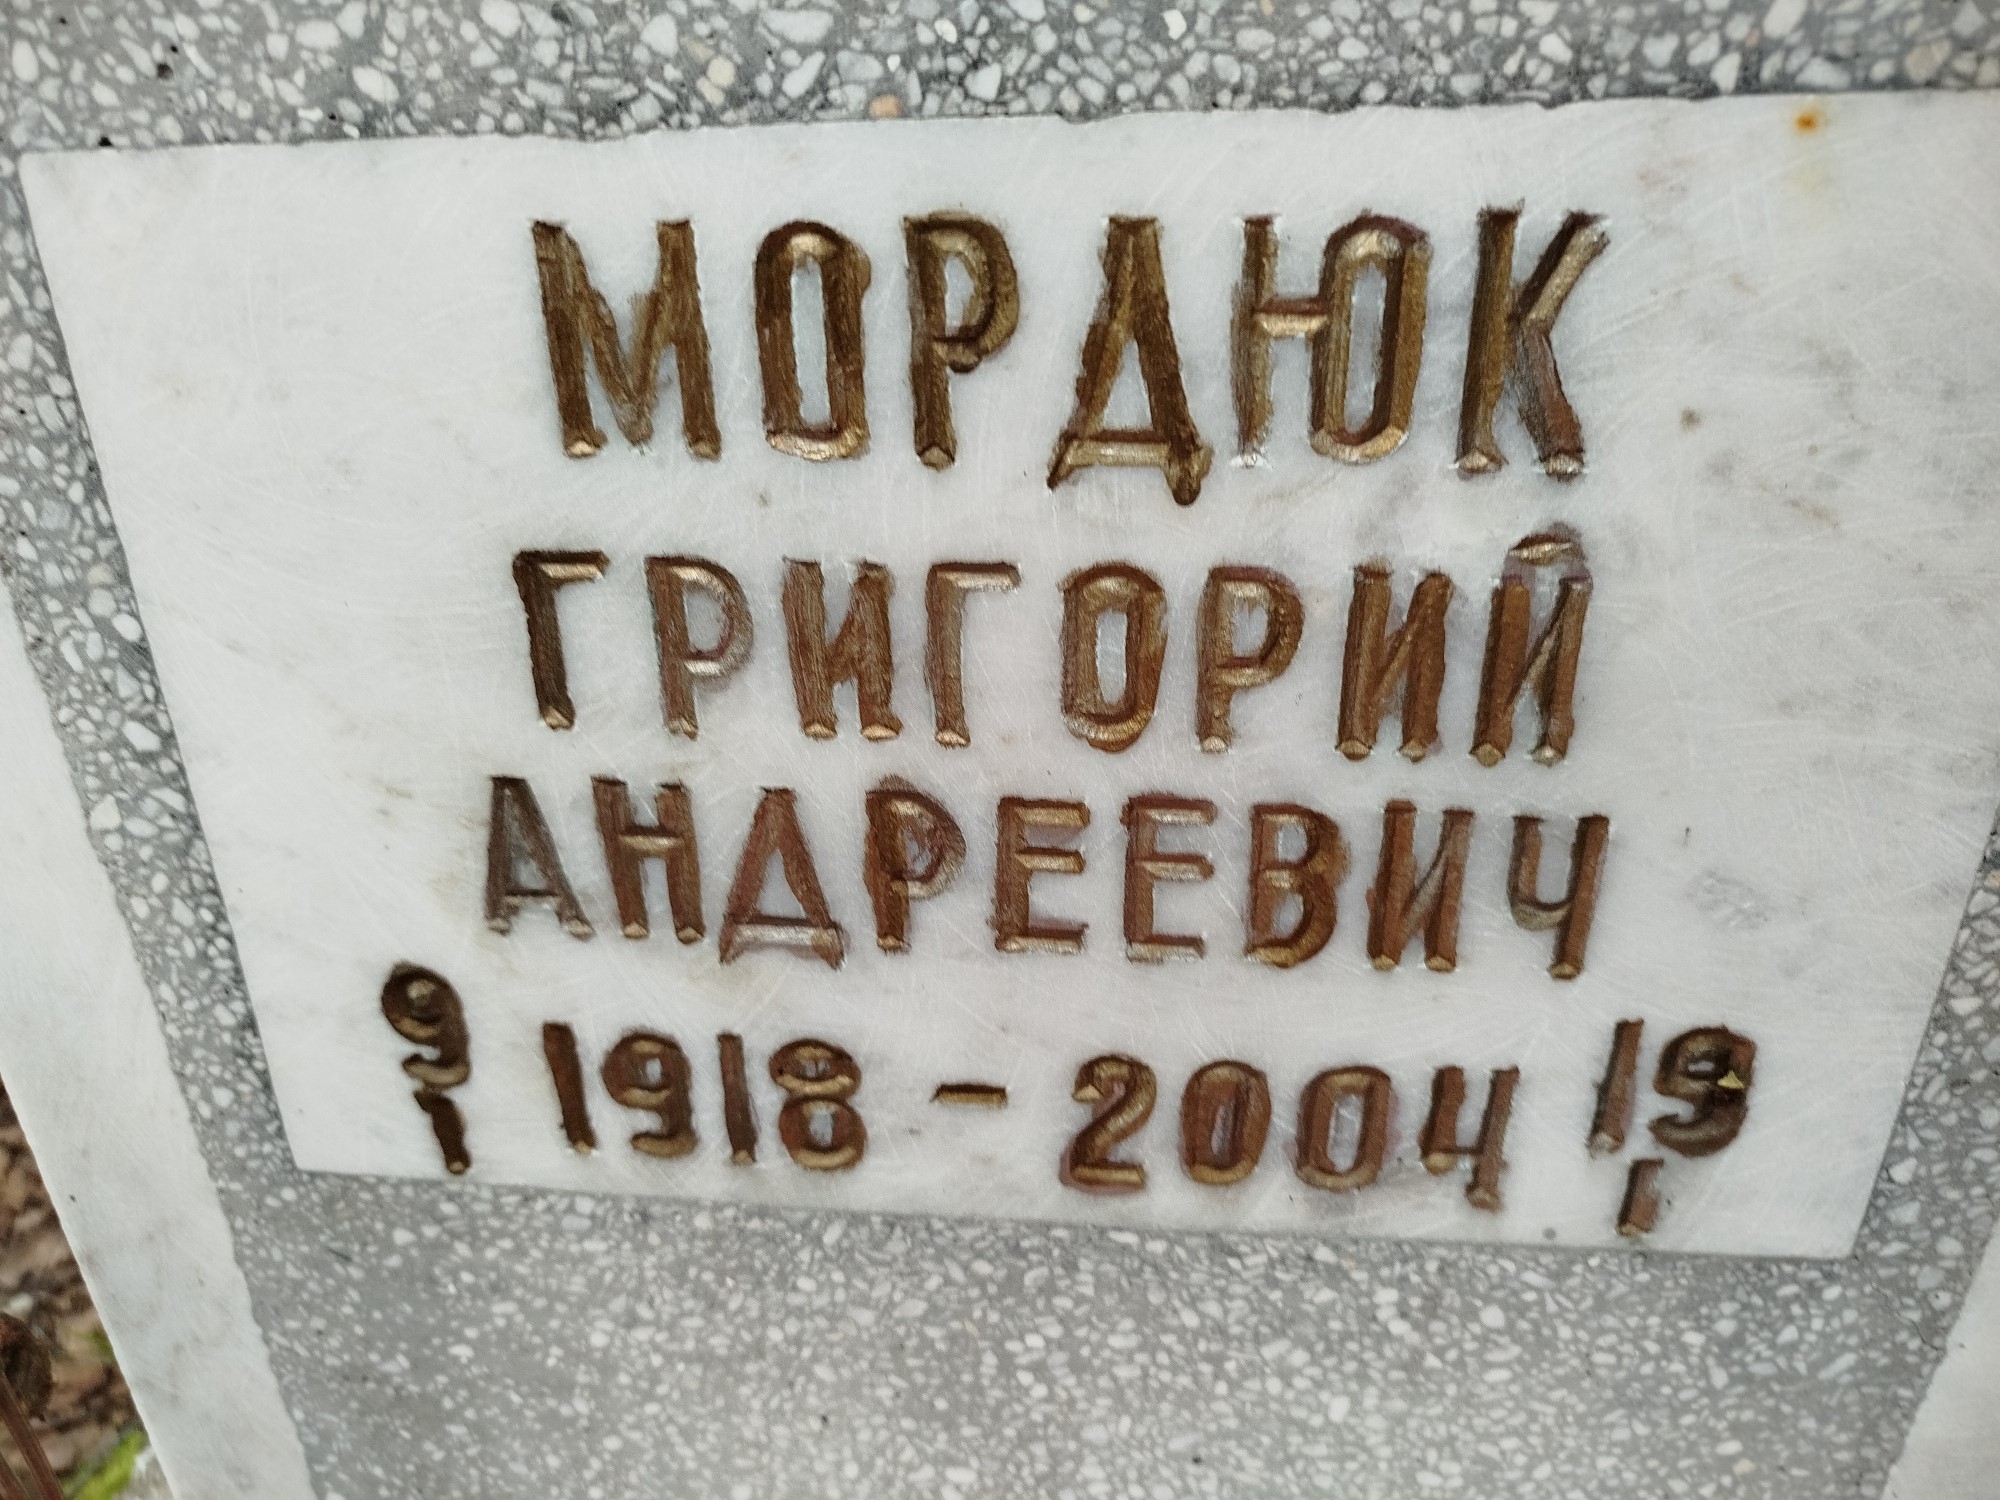 МОРДЮК
ГРИГОРИЙ
АНДРЕЕВИЧ
9/1 1918 - 2004 19/1